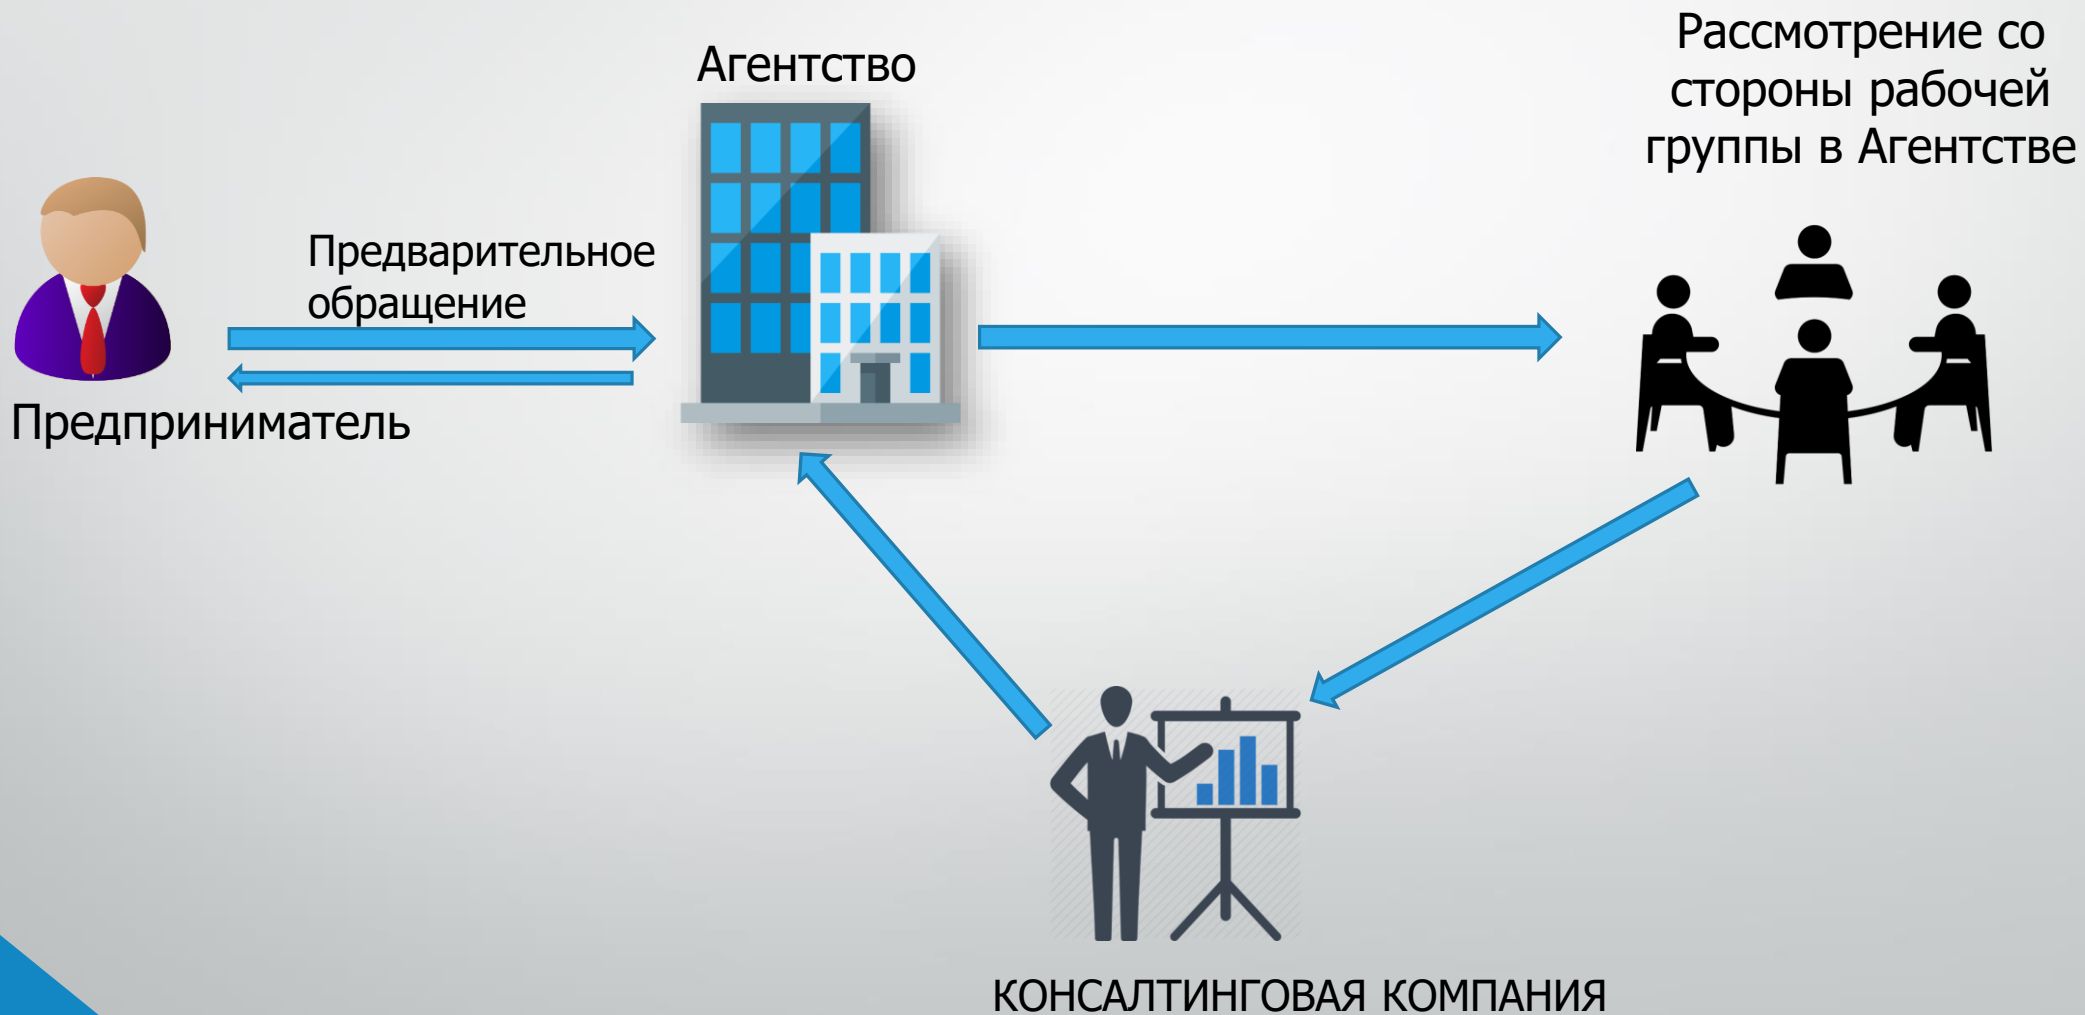 Агентство
Рассмотрение со
стороны рабочей
группы в Агентстве
Предварительное
обращение
Предприниматель
КОНСАЛТИНГОВАЯ КОМПАНИЯ